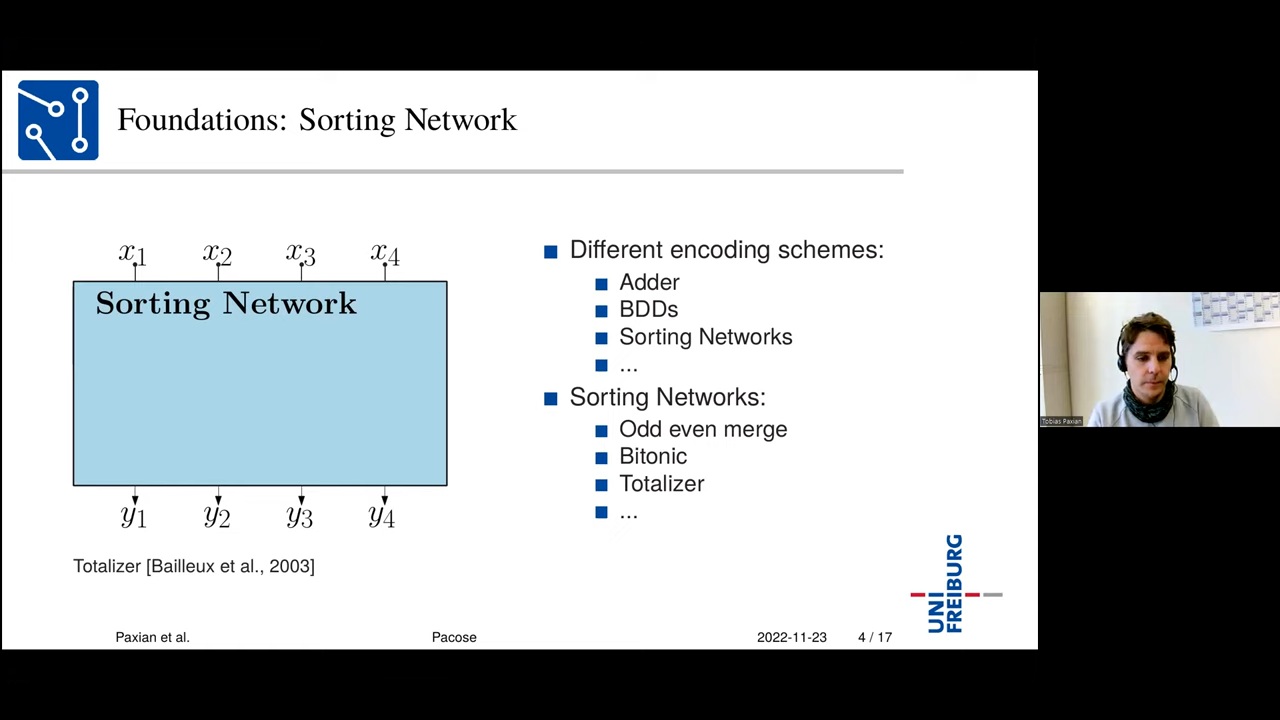 Foundations: Sorting Network
x1 x2 x3 x4
Sorting Network
y1 y2 y3 y4
Totalizer [Bailleux et al., 2003]
■ Different encoding schemes:
■ Adder
■ BDDs
■ Sorting Networks
■ ...
■ Sorting Networks:
■ Odd even merge
■ Bitonic
■ Totalizer
■ ...
UNI
FREIBURG
Paxian et al. Pacose 2022-11-23 4 / 17
Tobias Paxian